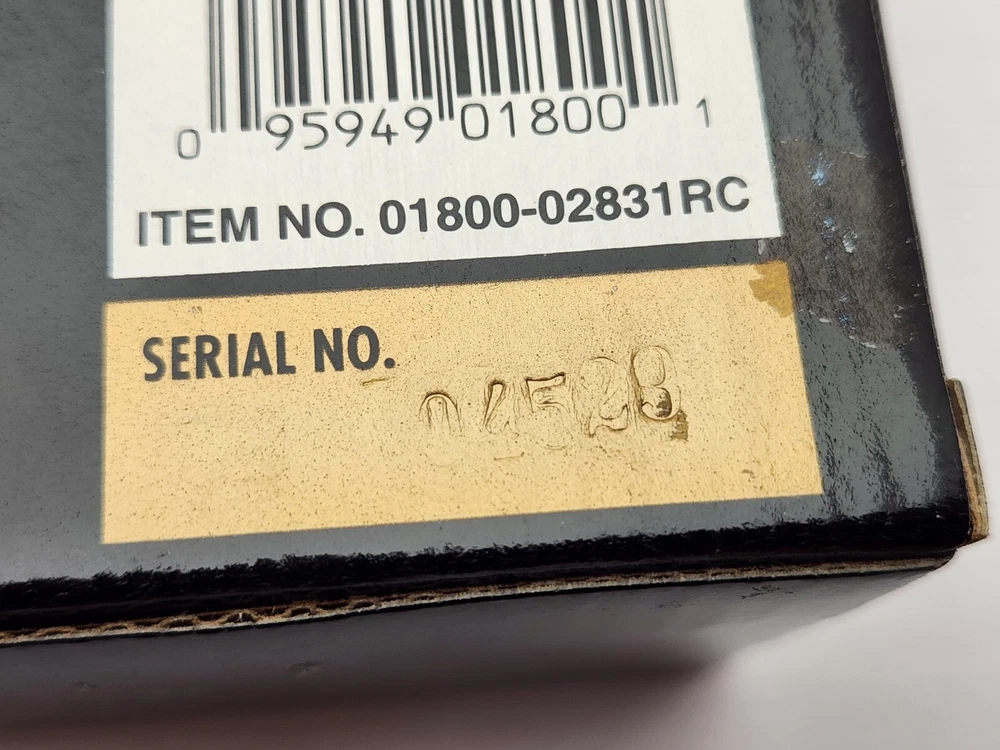 0 95949 01800 1
ITEM NO. 01800-02831RC
SERIAL NO.